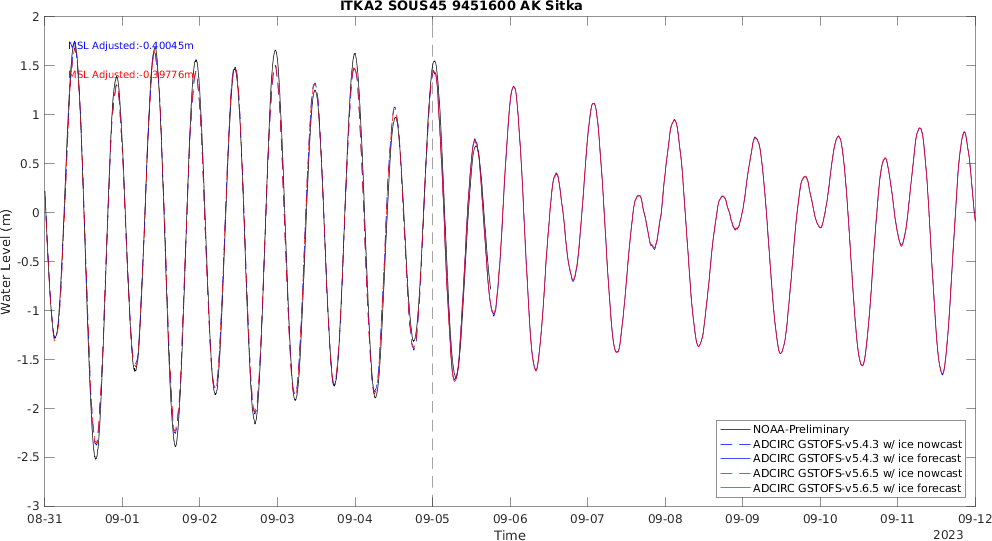 ITKA2 SOUS45 9451600 AK Sitka
MSL Adjusted:-0.40045m
MSL Adjusted:-0.39776m
2
1.5
1
0.5
0
-0.5
-1
-1.5
-2
-2.5
-3
Water Level (m)
NOAA-Preliminary
ADCIRC GSTOFS-v5.4.3 w/ ice nowcast
ADCIRC GSTOFS-v5.4.3 w/ ice forecast
ADCIRC GSTOFS-v5.6.5 w/ ice nowcast
ADCIRC GSTOFS-v5.6.5 w/ ice forecast
08-31 09-01 09-02 09-03 09-04 09-05 09-06 09-07 09-08 09-09 09-10 09-11 09-12
Time
2023